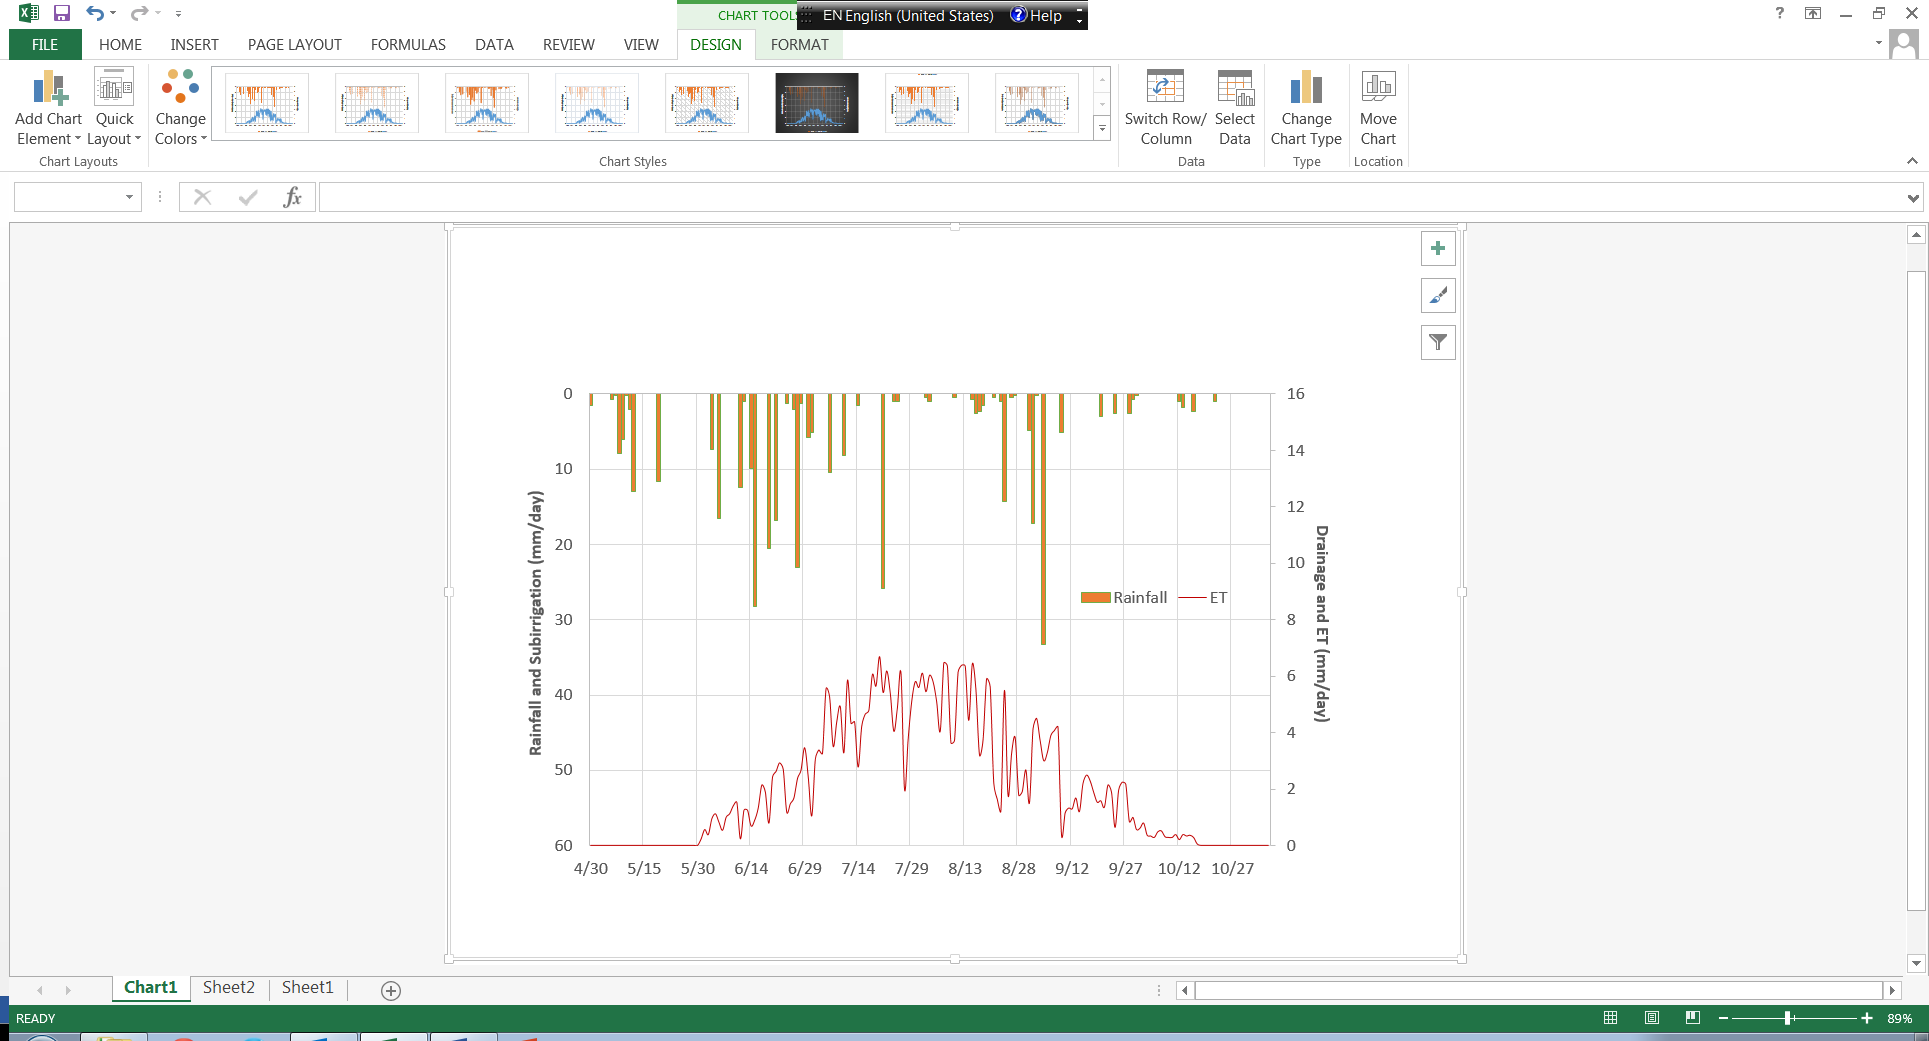 CHART TOOLS
EN English (United States) ? Help
?
FILE HOME INSERT PAGE LAYOUT FORMULAS DATA REVIEW VIEW DESIGN FORMAT
Add Chart Element
Quick Layout
Change Colors
Switch Row/ Column
Select Data
Change Chart Type
Move Chart
Chart Layouts
Chart Styles
Data
Type
Location
fx
Rainfall and Subirrigation (mm/day)
0
10
20
30
40
50
60
16
14
12
10
8
6
4
2
0
Drainage and ET (mm/day)
Rainfall ET
4/30 5/15 5/30 6/14 6/29 7/14 7/29 8/13 8/28 9/12 9/27 10/12 10/27
Chart1 Sheet2 Sheet1
READY
89%